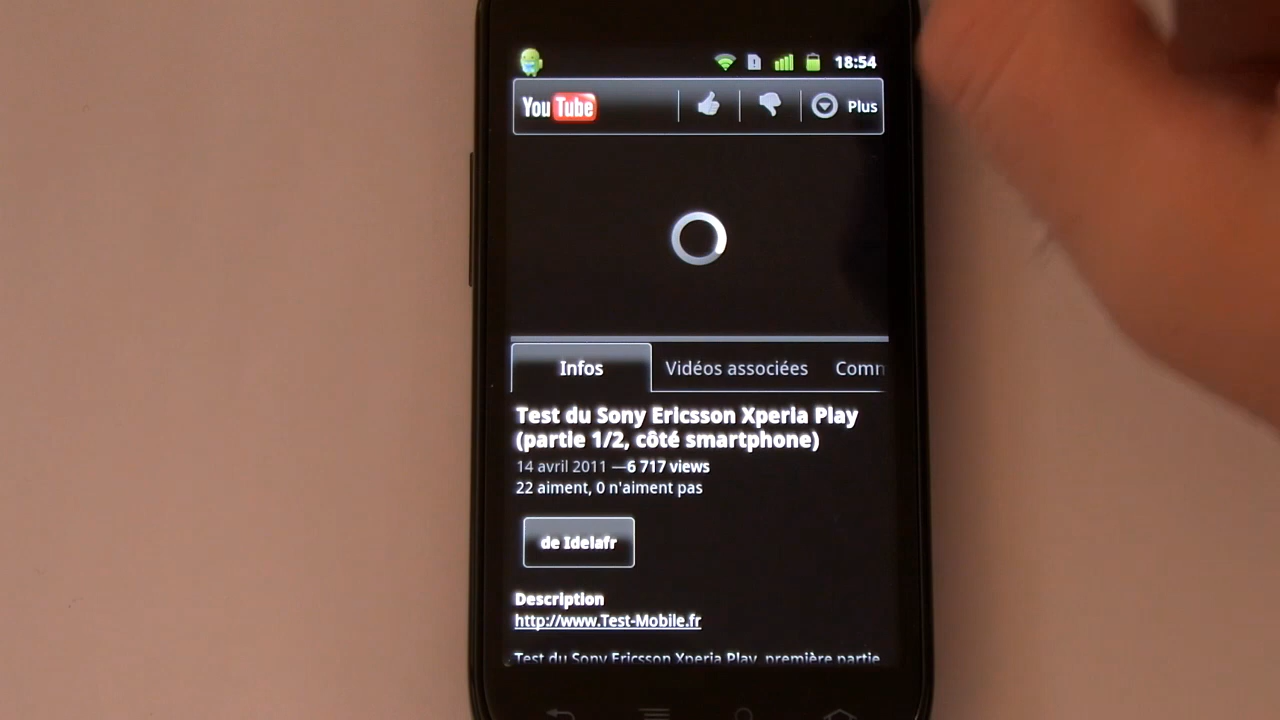 18:54
YouTube
Plus
Infos
Vidéos associées
Comm
Test du Sony Ericsson Xperia Play
(partie 1/2, côté smartphone)
14 avril 2011 —6 717 views
22 aiment, 0 n'aiment pas
de Idelafr
Description
http://www.Test-Mobile.fr
Test du Sony Ericsson Xperia Play, première partie